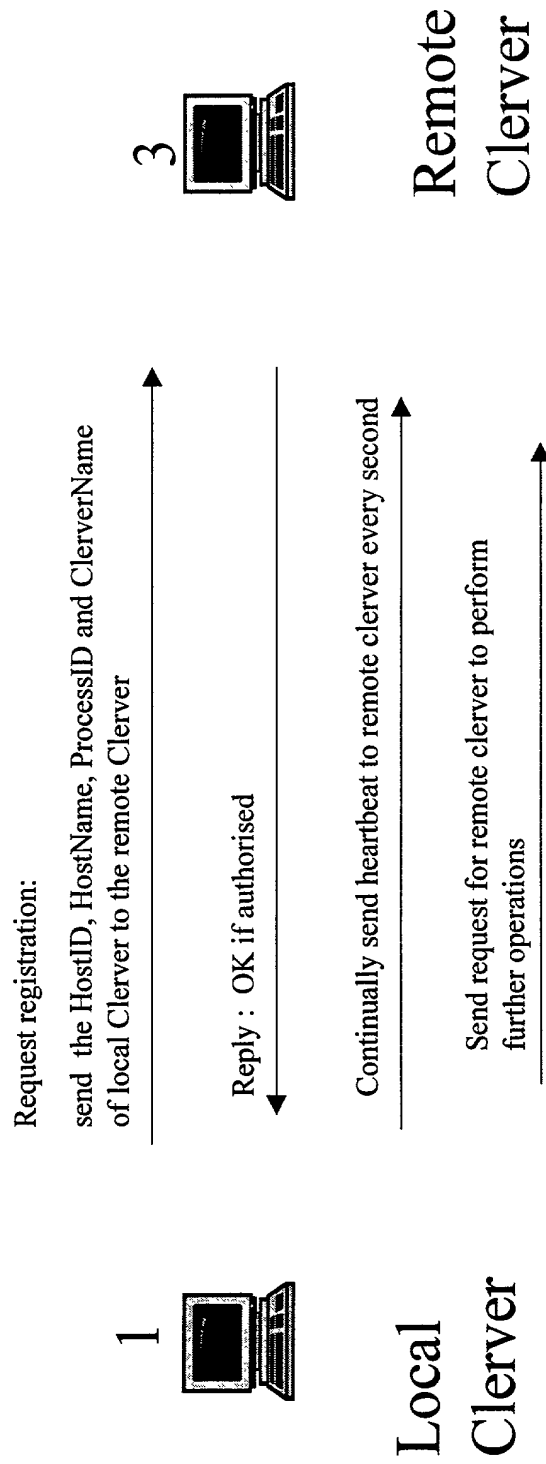 Request registration:
send the HostID, HostName, ProcessID and ClerverName
of local Clerver to the remote Clerver
1
3
Reply : OK if authorised
Continually send heartbeat to remote clerver every second
Local
Clerver
Remote
Clerver
Send request for remote clerver to perform
further operations